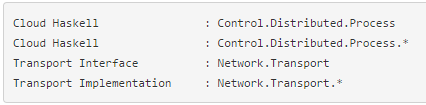 Cloud Haskell           : Control.Distributed.Process
Cloud Haskell           : Control.Distributed.Process.*
Transport Interface     : Network.Transport
Transport Implementation    : Network.Transport.*